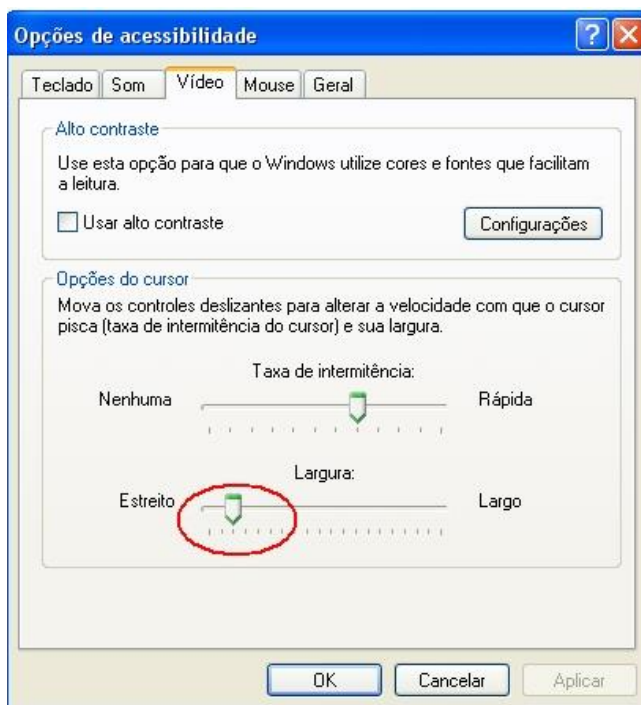 Opções de acessibilidade
Teclado Som Vídeo Mouse Geral
Alto contraste
Use esta opção para que o Windows utilize cores e fontes que facilitam
a leitura.
Usar alto contraste Configurações
Opções do cursor
Mova os controles deslizantes para alterar a velocidade com que o cursor
pisca (taxa de intermitência do cursor) e sua largura.
Taxa de intermitência:
Nenhuma Rápida
Largura:
Estreito Largo
OK Cancelar Aplicar